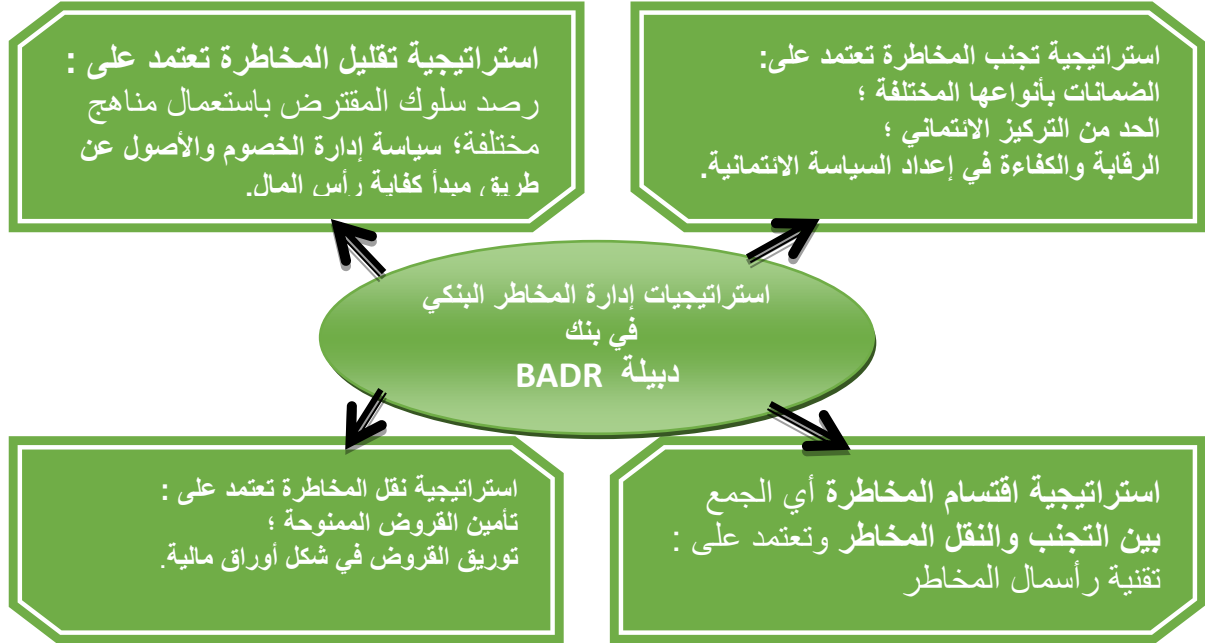 استراتيجية تجنب المخاطرة تعتمد على:
الضمانات بأنواعها المختلفة ؛
الحد من التركيز الائتماني ؛
الرقابة والكفاءة في إعداد السياسة الائتمانية.
استراتيجية تقليل المخاطرة تعتمد على :
رصد سلوك المقترض باستعمال مناهج
مختلفة؛ سياسة إدارة الخصوم والأصول عن
طريق مبدأ كفاية رأس المال.
استراتيجيات إدارة المخاطر البنكي
في بنك
دبيلة BADR
استراتيجية اقتسام المخاطرة أي الجمع
بين التجنب والنقل المخاطر وتعتمد على :
تقنية رأسمال المخاطر
استراتيجية نقل المخاطرة تعتمد على :
تأمين القروض الممنوحة ؛
توريق القروض في شكل أوراق مالية.